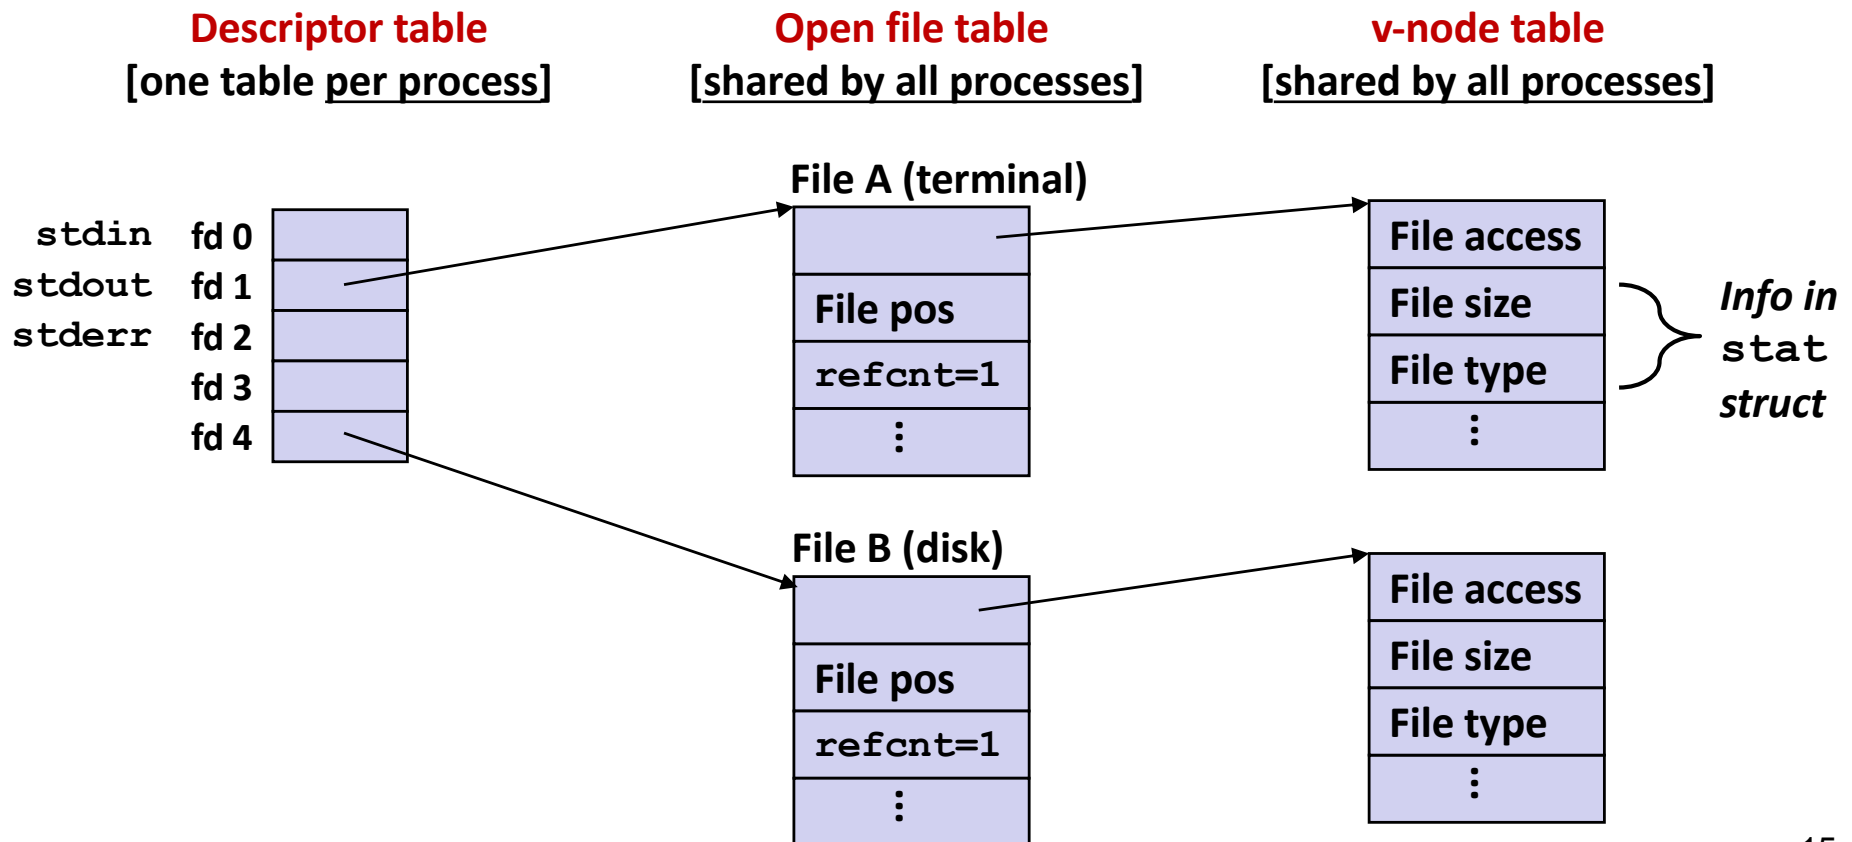 Descriptor table
[one table per process]
Open file table
[shared by all processes]
v-node table
[shared by all processes]
stdin fd 0
stdout fd 1
stderr fd 2
fd 3
fd 4
File A (terminal)
File pos
refcnt=1
⋮
File B (disk)
File pos
refcnt=1
⋮
File access
File size
File type
⋮
Info in
stat
struct
File access
File size
File type
⋮